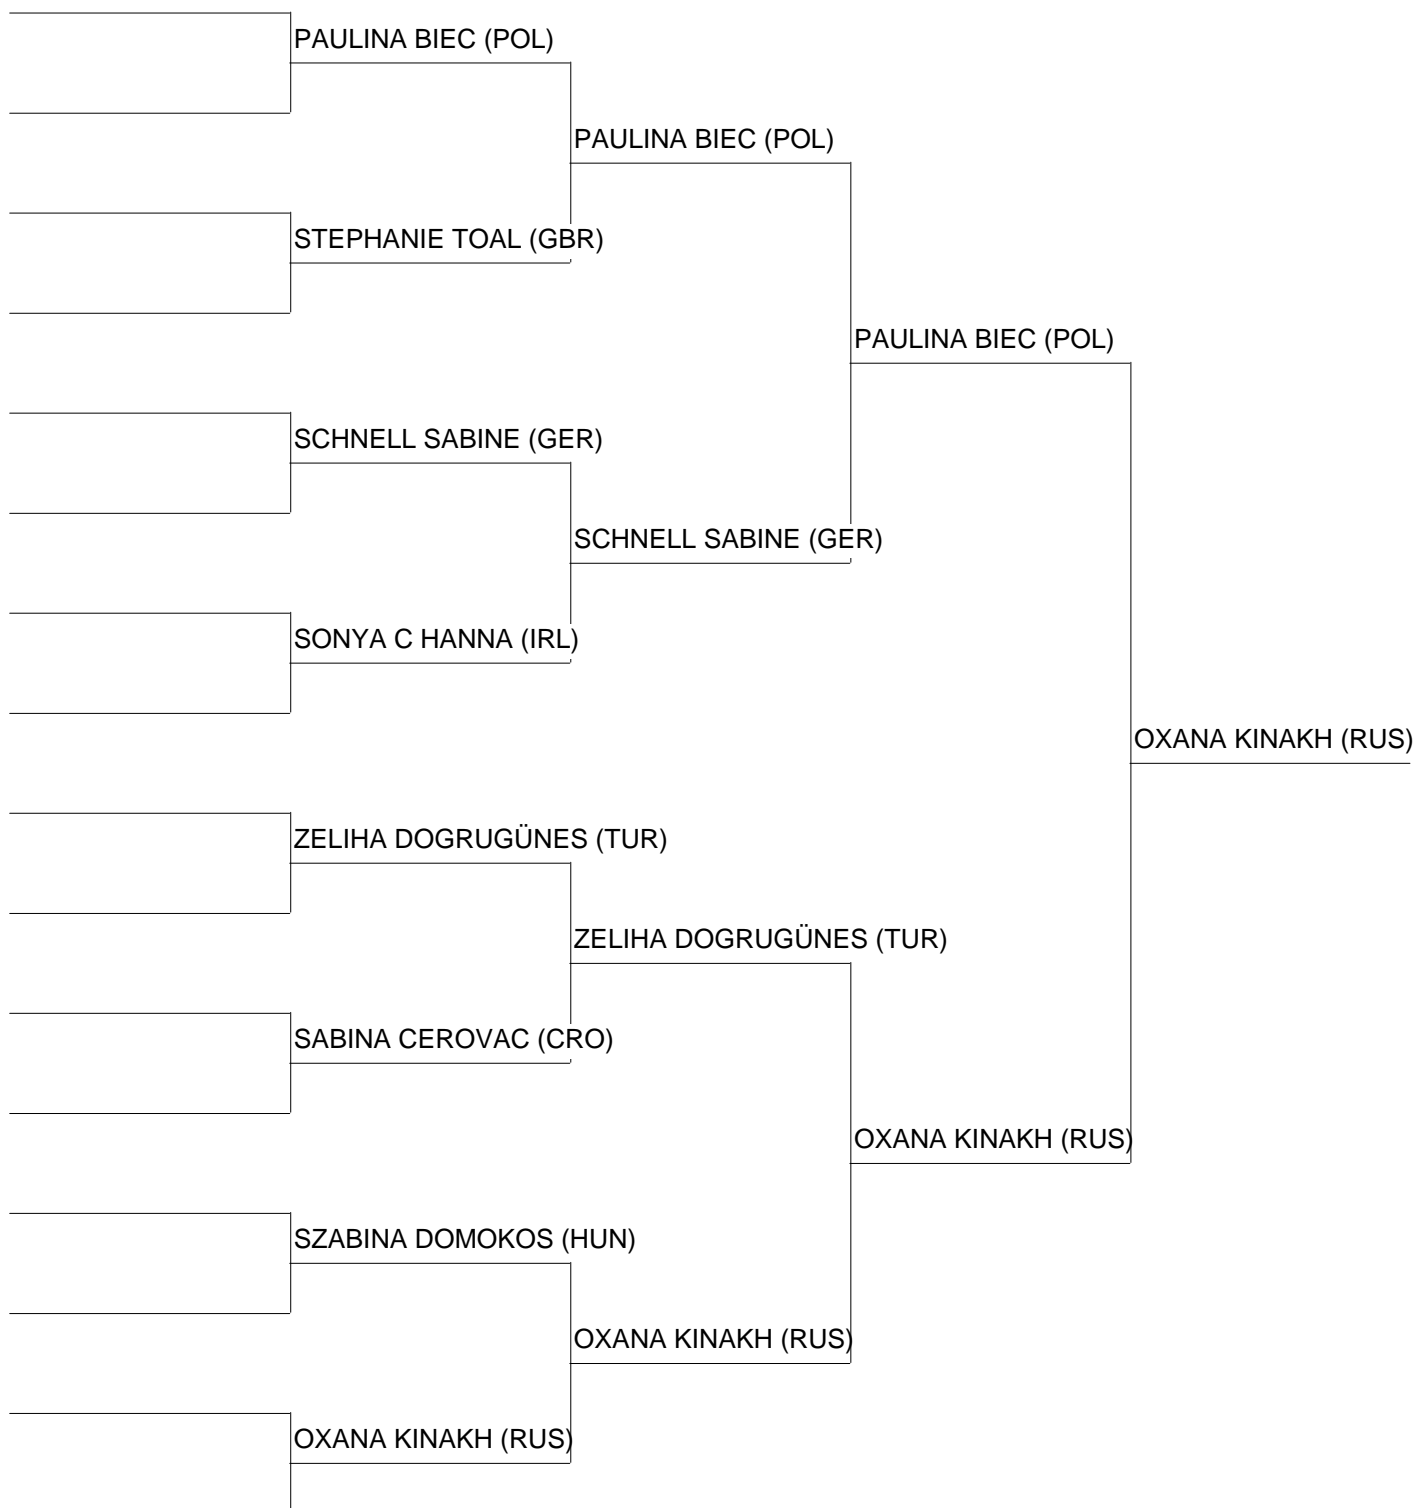 PAULINA BIEC (POL)
PAULINA BIEC (POL)
STEPHANIE TOAL (GBR)
PAULINA BIEC (POL)
SCHNELL SABINE (GER)
SCHNELL SABINE (GER)
SONYA C HANNA (IRL)
OXANA KINAKH (RUS)
ZELIHA DOGRUGÜNES (TUR)
ZELIHA DOGRUGÜNES (TUR)
SABINA CEROVAC (CRO)
OXANA KINAKH (RUS)
SZABINA DOMOKOS (HUN)
OXANA KINAKH (RUS)
OXANA KINAKH (RUS)